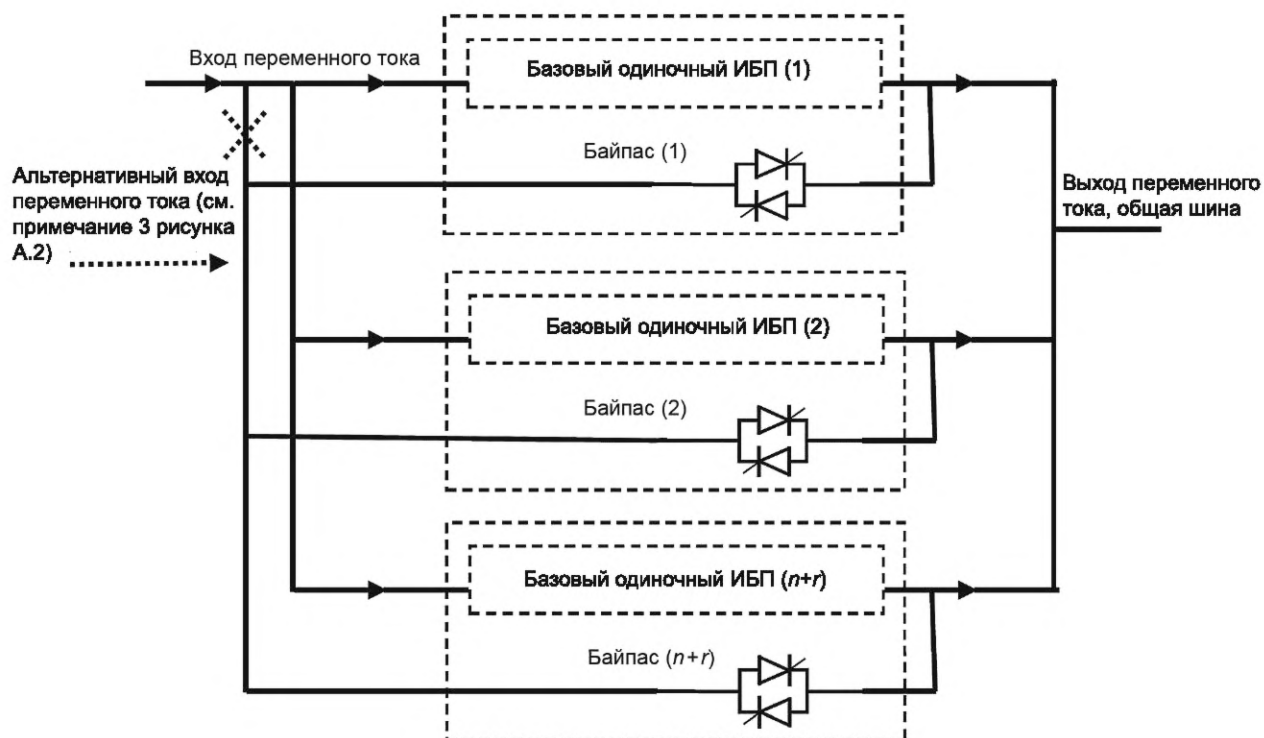 Вход переменного тока
Базовый одиночный ИБП (1)
Байпас (1)
Альтернативный вход
переменного тока (см.
примечание 3 рисунка
А.2)
Выход переменного
тока, общая шина
Базовый одиночный ИБП (2)
Байпас (2)
Базовый одиночный ИБП (n+r)
Байпас (n+r)